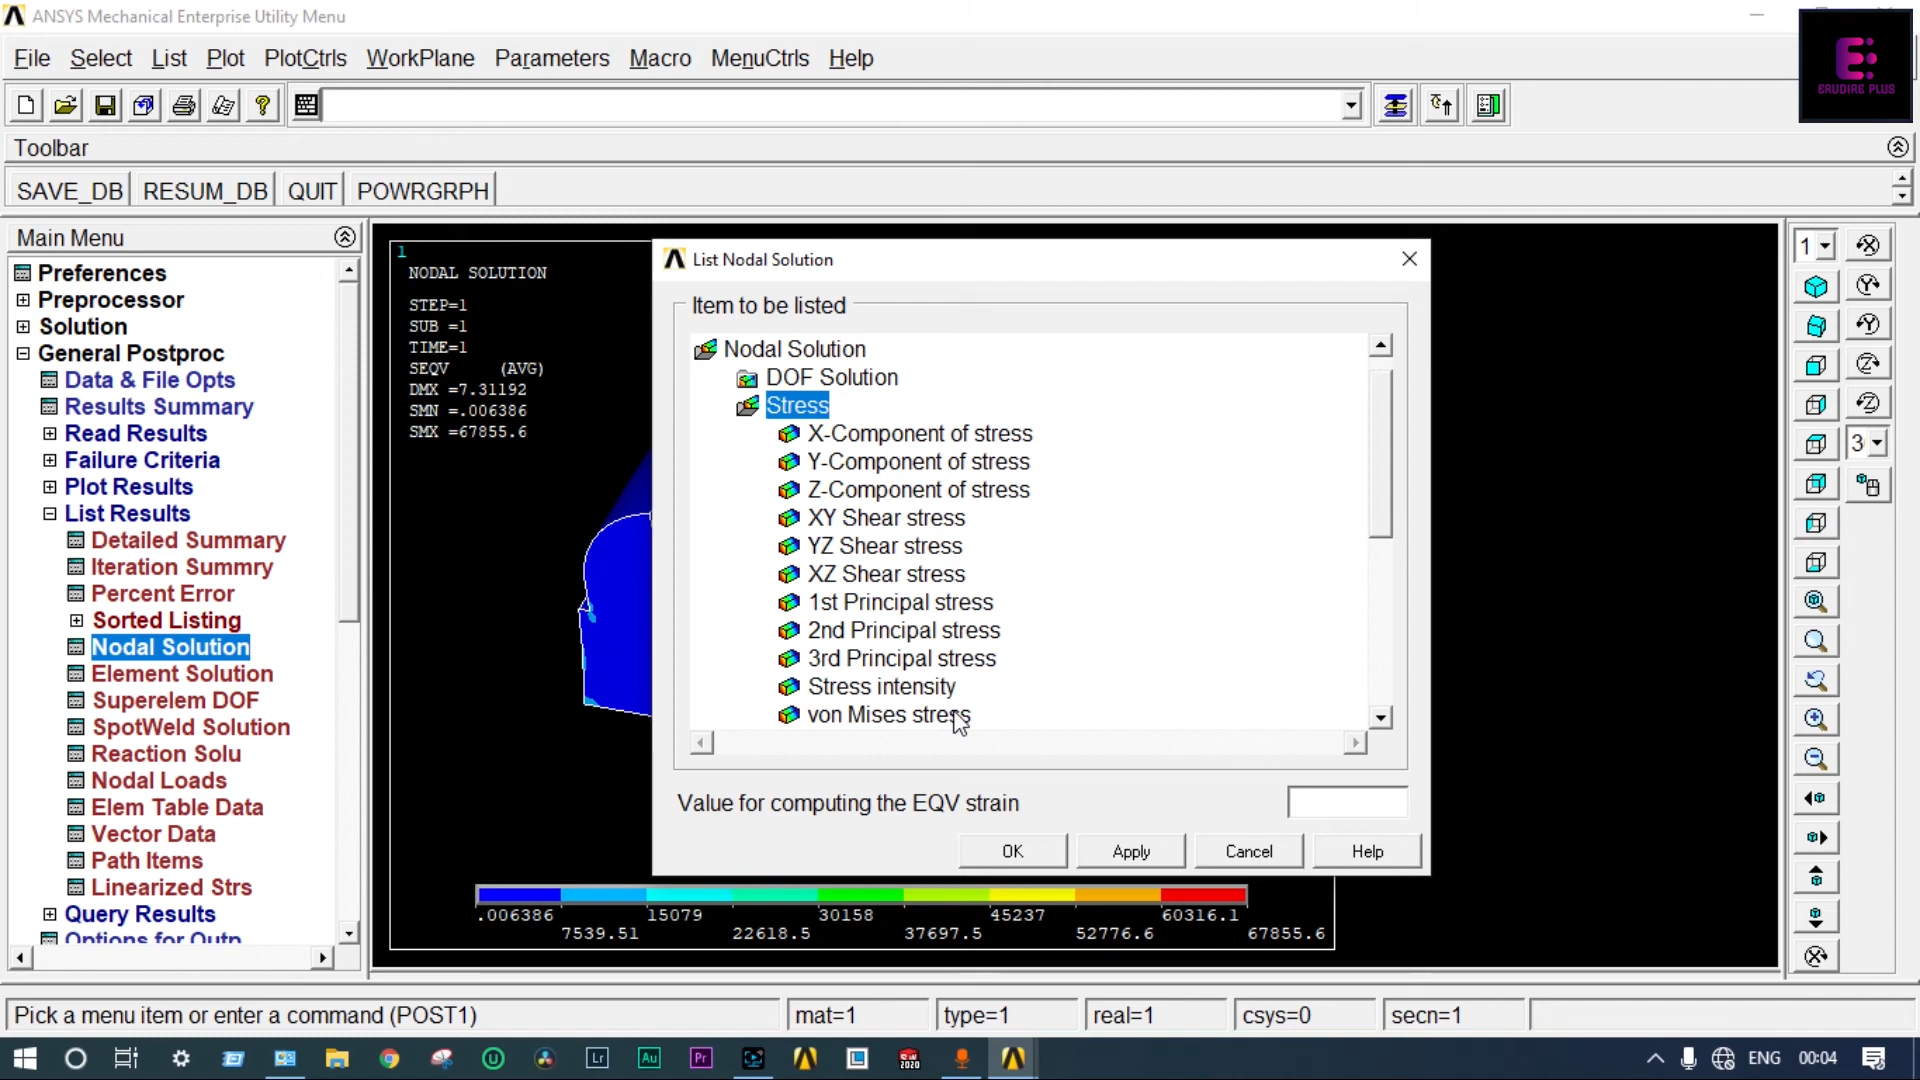 ANSYS Mechanical Enterprise Utility Menu
File Select List Plot PlotCtrls WorkPlane Parameters Macro MenuCtrls Help
ERUDIRE PLUS
Toolbar
SAVE_DB RESUM_DB QUIT POWRGRPH
Main Menu
Preferences
Preprocessor
Solution
General Postproc
Data & File Opts
Results Summary
Read Results
Failure Criteria
Plot Results
List Results
Detailed Summary
Iteration Summry
Percent Error
Sorted Listing
Nodal Solution
Element Solution
Superelem DOF
SpotWeld Solution
Reaction Solu
Nodal Loads
Elem Table Data
Vector Data
Path Items
Linearized Strs
Query Results
Options for Outp
1
NODAL SOLUTION
STEP=1
SUB =1
TIME=1
SEQV (AVG)
DMX =7.31192
SMN =.006386
SMX =67855.6
List Nodal Solution
Item to be listed
Nodal Solution
DOF Solution
Stress
X-Component of stress
Y-Component of stress
Z-Component of stress
XY Shear stress
YZ Shear stress
XZ Shear stress
1st Principal stress
2nd Principal stress
3rd Principal stress
Stress intensity
von Mises stress
Value for computing the EQV strain
OK Apply Cancel Help
.006386 15079 30158 45237 60316.1
7539.51 22618.5 37697.5 52776.6 67855.6
1
3
Pick a menu item or enter a command (POST1) mat=1 type=1 real=1 csys=0 secn=1
Lr Au Pr 2020 ENG 00:04